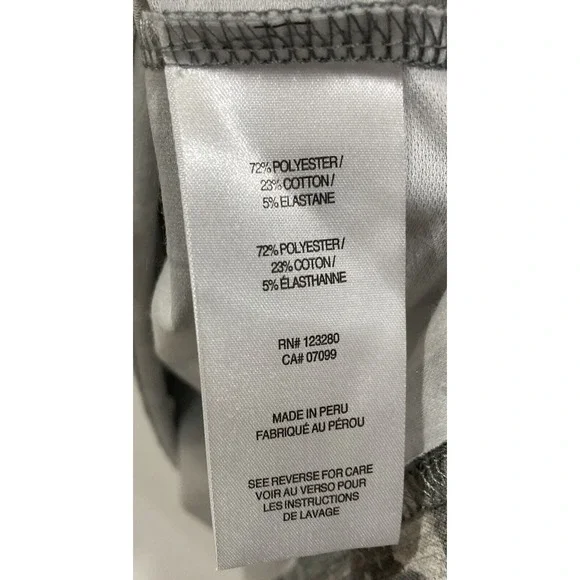 72% POLYESTER/
23% COTTON/
5% ELASTANE
72% POLYESTER/
23% COTON/
5% ÉLASTHANNE
RN# 123280
CA# 07099
MADE IN PERU
FABRIQUÉ AU PÉROU
SEE REVERSE FOR CARE
VOIR AU VERSO POUR
LES INSTRUCTIONS
DE LAVAGE